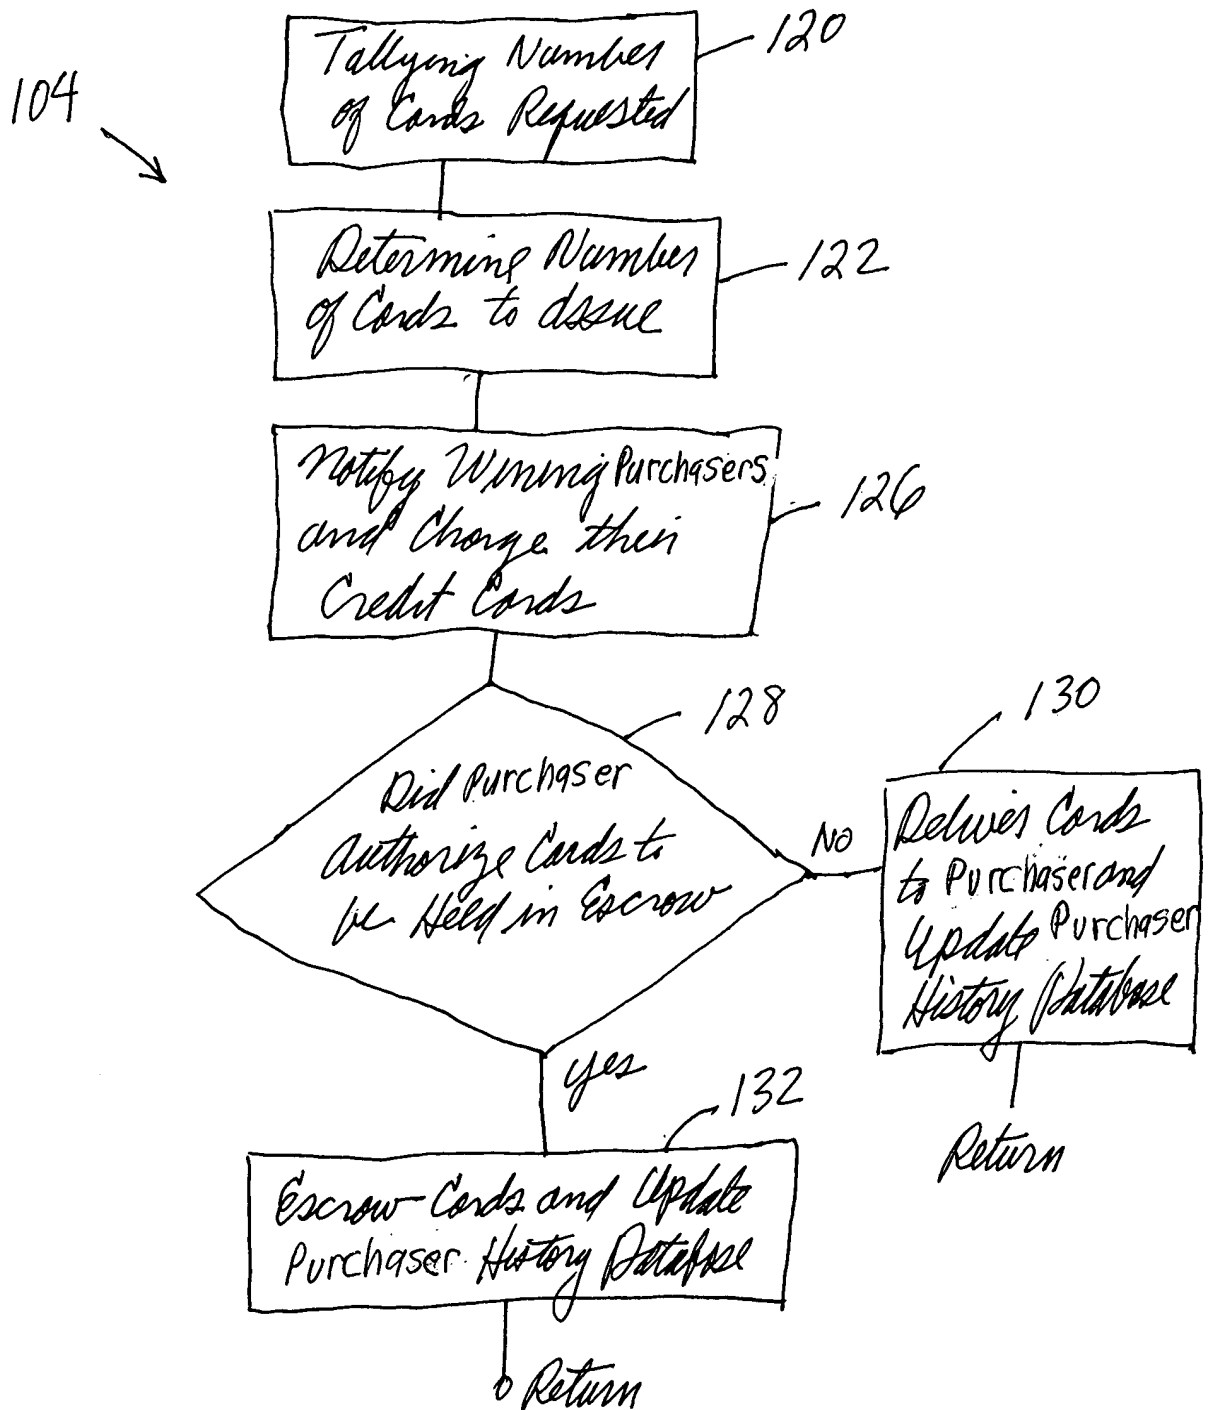 120
Tallying Number
of Cards Requested
104
122
Determine Number
of Cards to Issue
126
Notify Wining Purchasers
and Charge their
Credit Cards
128
Did Purchaser
Authorize Cards to
be Held in Escrow
No
130
Deliver Cards
to Purchaser and
Update Purchaser
History Database
Return
yes
132
Escrow Cards and Update
Purchaser History Database
Return